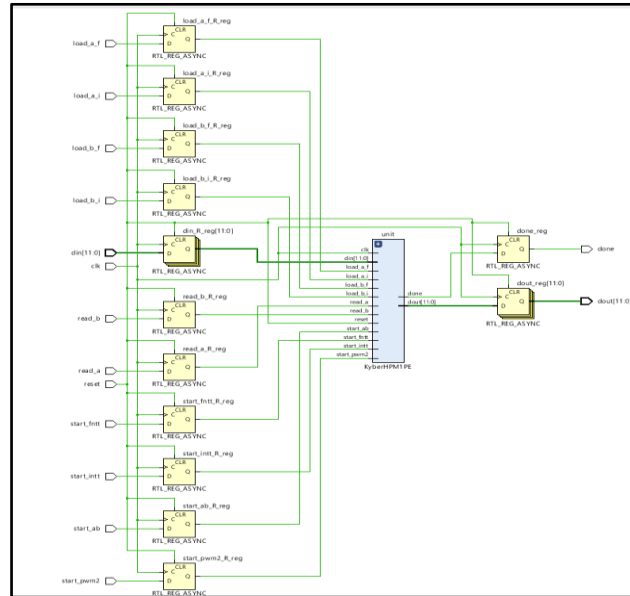 load_a_f_R_reg
CLR
C
Q
load_a_f
D
RTL_REG_ASYNC
load_a_i_R_reg
CLR
C
Q
load_a_i
D
RTL_REG_ASYNC
load_b_f_R_reg
CLR
C
Q
load_b_f
D
RTL_REG_ASYNC
load_b_i_R_reg
CLR
C
Q
load_b_i
D
RTL_REG_ASYNC
din_R_reg[11:0]
CLR
C
Q
din[11:0]
D
clk
RTL_REG_ASYNC
read_b_R_reg
CLR
C
Q
read_b
D
RTL_REG_ASYNC
read_a_R_reg
CLR
C
Q
read_a
D
reset
RTL_REG_ASYNC
start_fntt_R_reg
CLR
C
Q
start_fntt
D
RTL_REG_ASYNC
start_intt_R_reg
CLR
C
Q
start_intt
D
RTL_REG_ASYNC
start_ab_R_reg
CLR
C
Q
start_ab
D
RTL_REG_ASYNC
start_pwm2_R_reg
CLR
C
Q
start_pwm2
D
RTL_REG_ASYNC
unit
clk
din[11:0]
load_a_f
load_a_i
load_b_f
load_b_i
read_a
read_b
reset
start_ab
start_fntt
start_intt
start_pwm2
done
dout[11:0]
KyberHPM1PE
done_reg
CLR
C
Q
D
done
RTL_REG_ASYNC
dout_reg[11:0]
CLR
C
Q
D
dout[11:0
RTL_REG_ASYNC